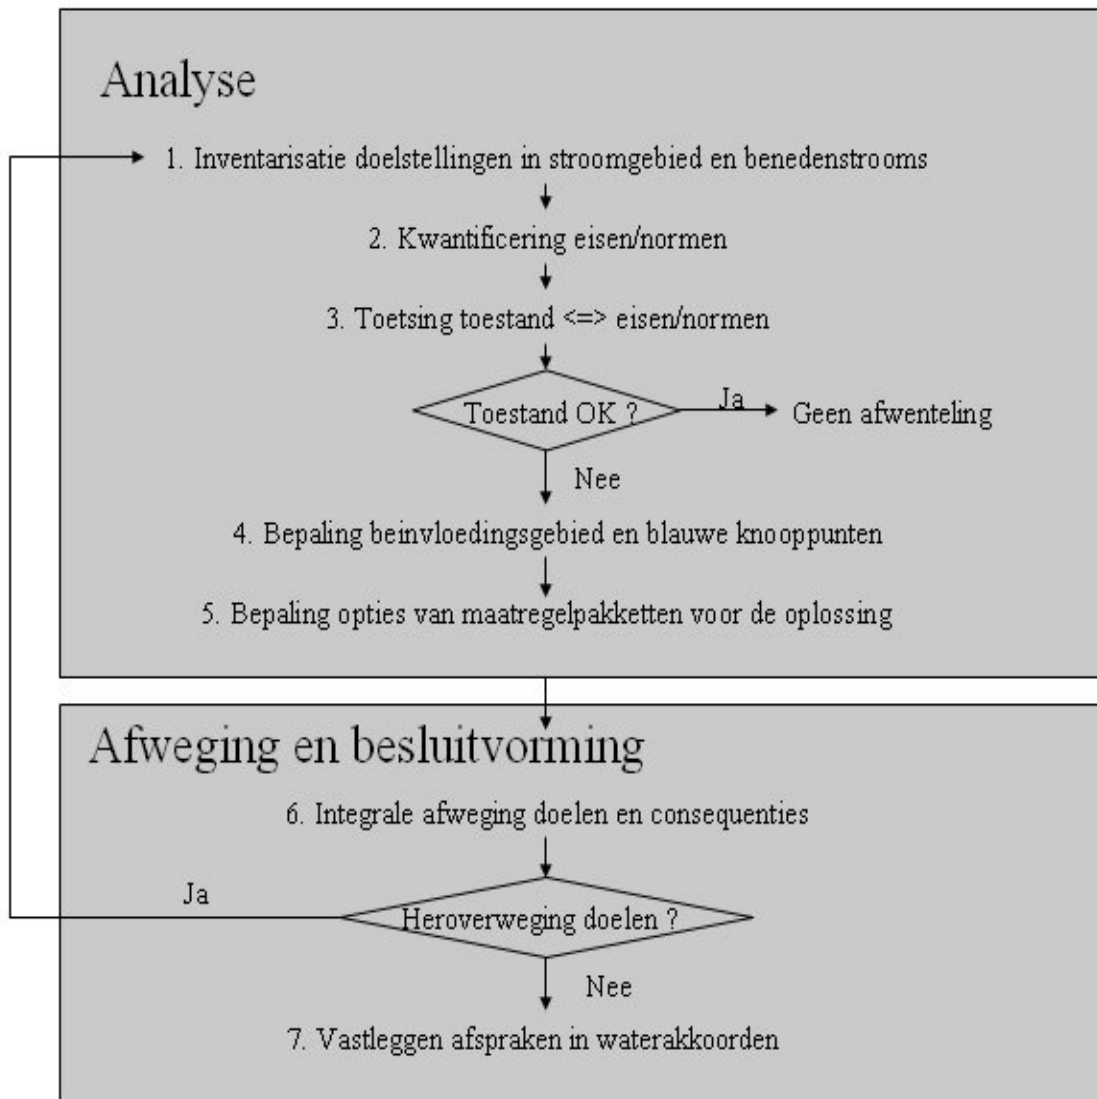 Analyse
1. Inventarisatie doelstellingen in stroomgebied en benedenstrooms
2. Kwantificering eisen/normen
3. Toetsing toestand <=> eisen/normen
Toestand OK ?
Ja
Geen afwenteling
Nee
4. Bepaling beinvloedingsgebied en blauwe knooppunten
5. Bepaling opties van maatregelpakketten voor de oplossing
Afweging en besluitvorming
6. Integrale afweging doelen en consequenties
Ja
Heroverweging doelen ?
Nee
7. Vastleggen afspraken in waterakkoorden